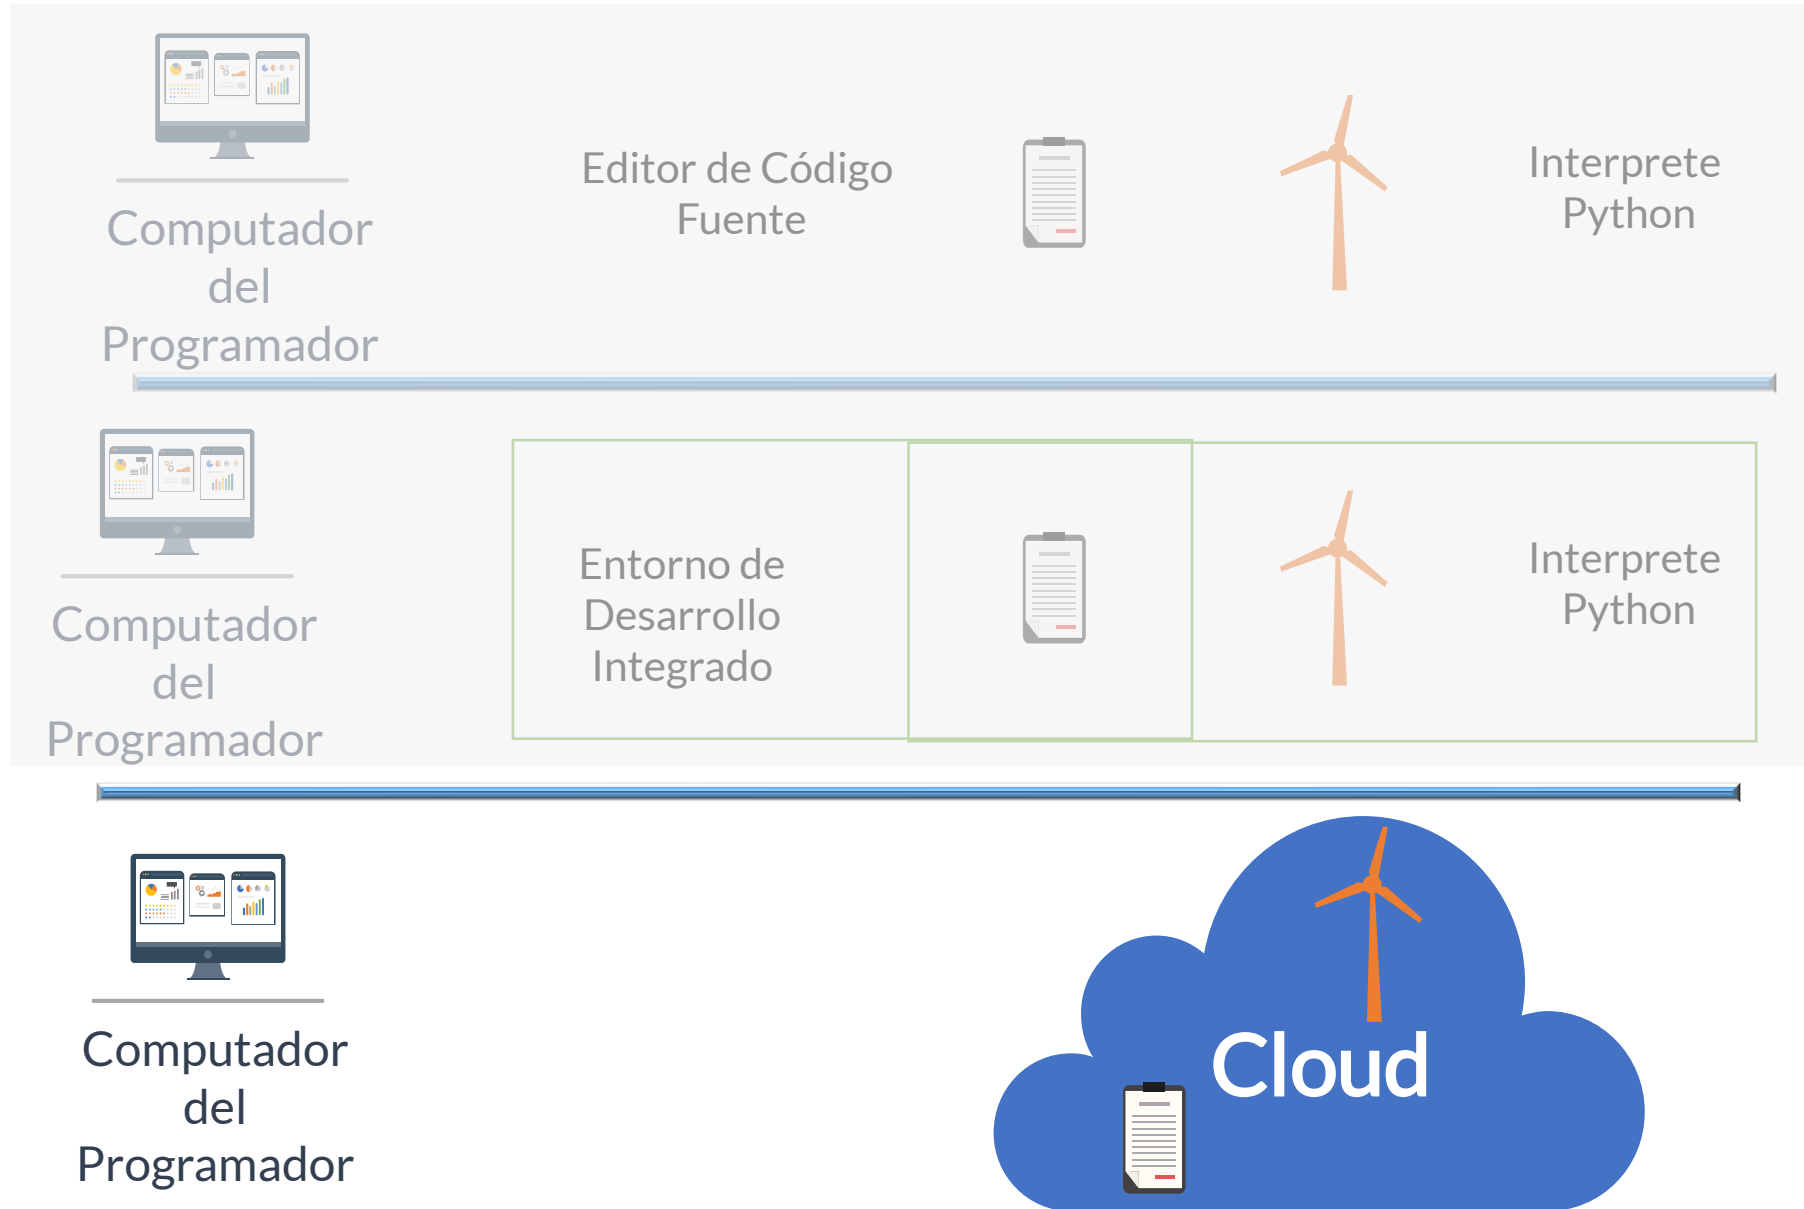 Computador
del
Programador
Editor de Código
Fuente
Interprete
Python
Computador
del
Programador
Entorno de
Desarrollo
Integrado
Interprete
Python
Computador
del
Programador
Cloud